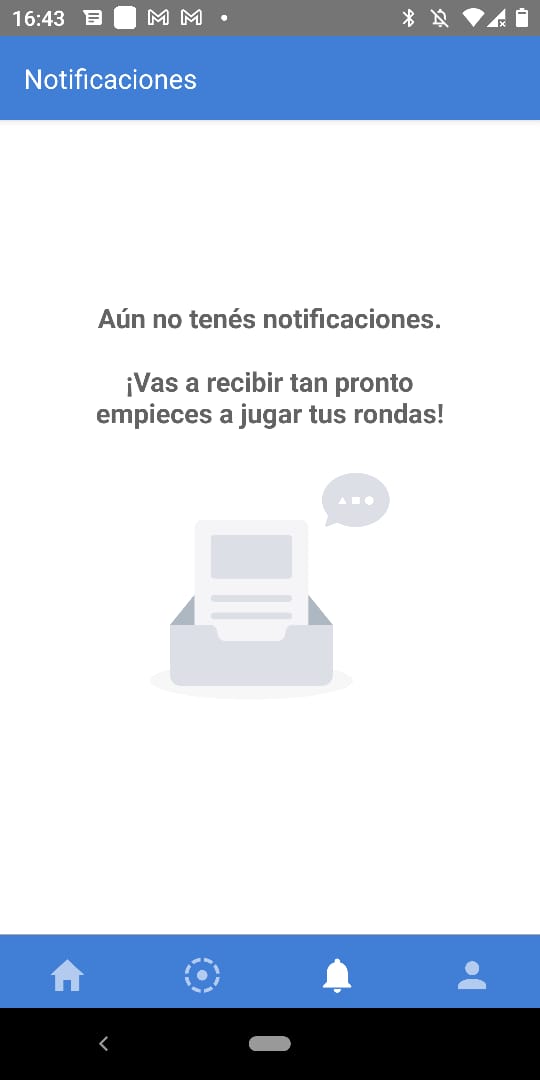 16:43
Notificaciones
Aún no tenés notificaciones.
¡Vas a recibir tan pronto
empieces a jugar tus rondas!